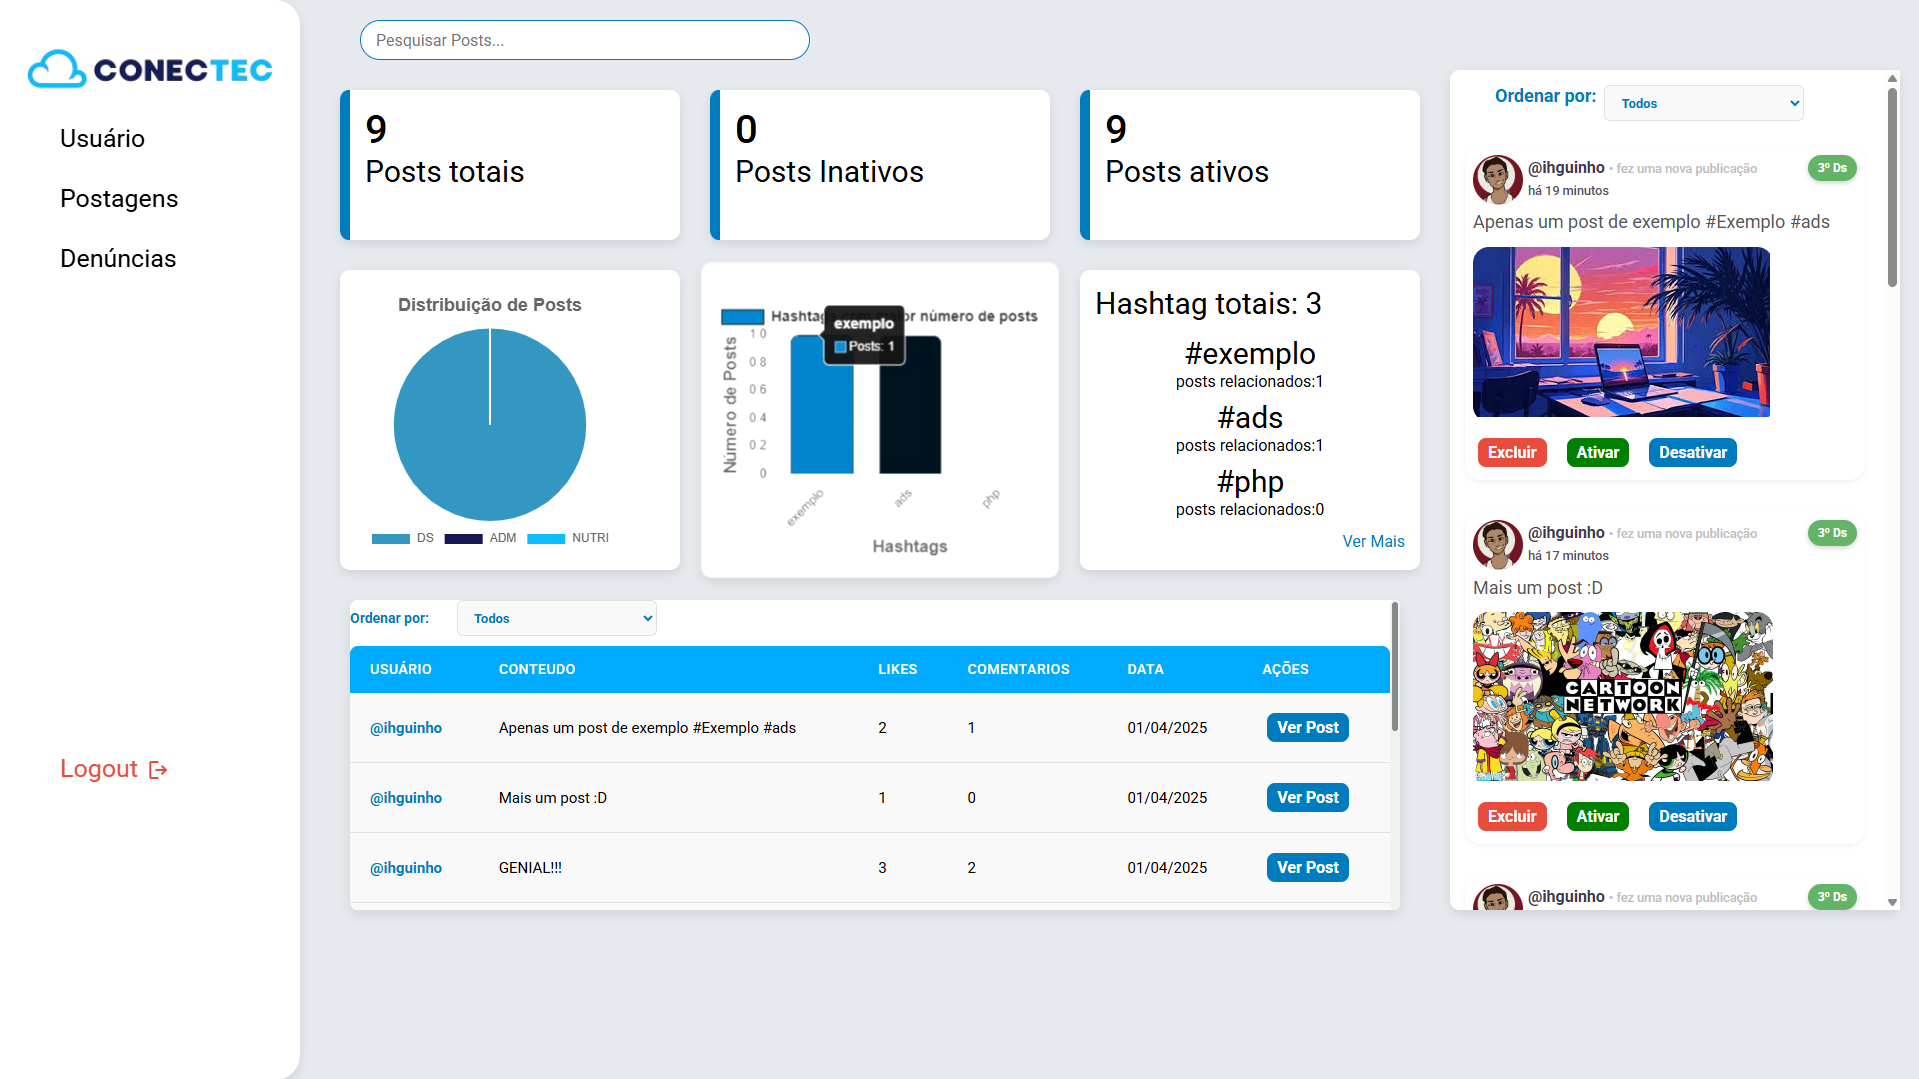 CONECTEC
Usuário
Postagens
Denúncias
Logout
Pesquisar Posts...
9
Posts totais
0
Posts Inativos
9
Posts ativos
Distribuição de Posts
DS ADM NUTRI
Hashtags com maior número de posts
exemplo
Posts: 1
Número de Posts
1 0
0 8
0 6
0 4
0 2
0
exemplo
ads
php
Hashtags
Hashtag totais: 3
#exemplo
posts relacionados:1
#ads
posts relacionados:1
#php
posts relacionados:0
Ver Mais
Ordenar por: Todos
USUÁRIO CONTEUDO LIKES COMENTARIOS DATA AÇÕES
@ihguinho Apenas um post de exemplo #Exemplo #ads 2 1 01/04/2025 Ver Post
@ihguinho Mais um post :D 1 0 01/04/2025 Ver Post
@ihguinho GENIAL!!! 3 2 01/04/2025 Ver Post
Ordenar por: Todos
@ihguinho • fez uma nova publicação 3º Ds
há 19 minutos
Apenas um post de exemplo #Exemplo #ads
Excluir Ativar Desativar
@ihguinho • fez uma nova publicação 3º Ds
há 17 minutos
Mais um post :D
CARTOON
NETWORK
Excluir Ativar Desativar
@ihguinho • fez uma nova publicação 3º Ds